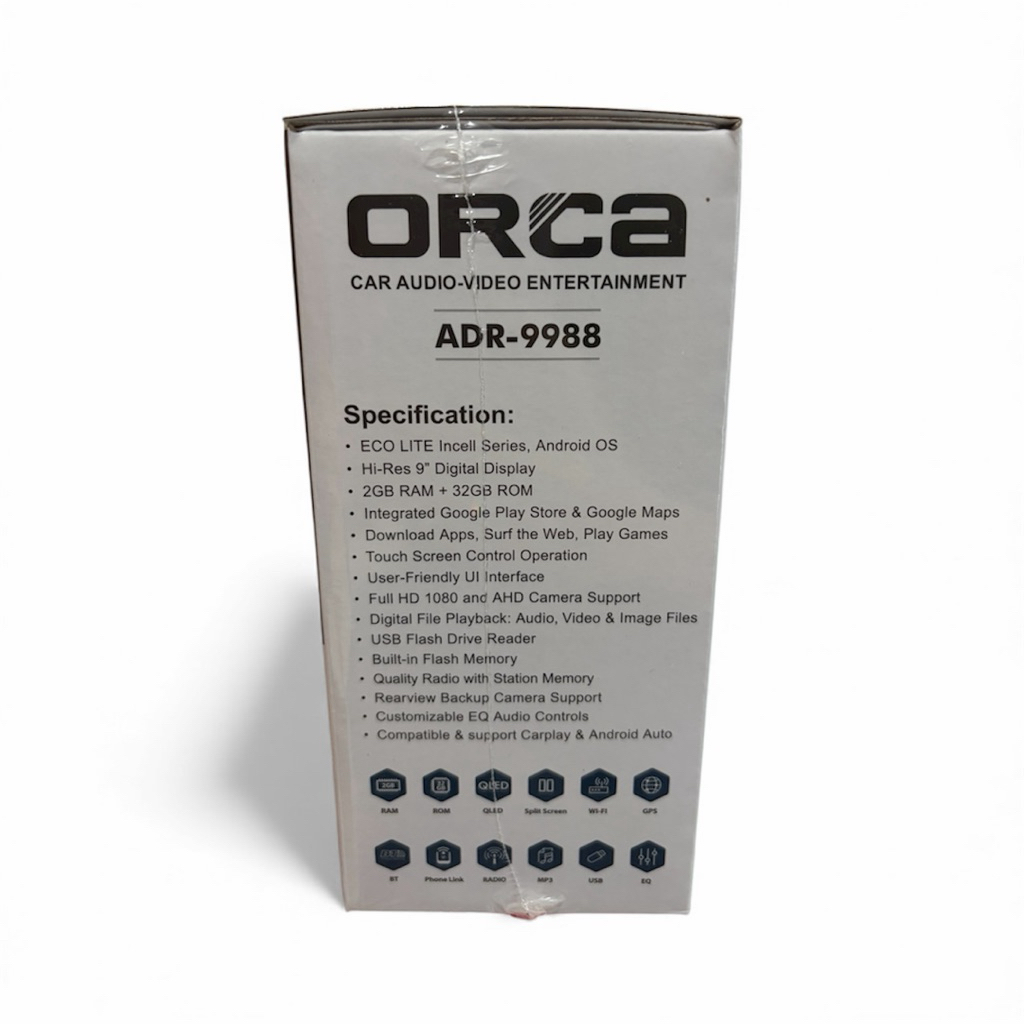 ORCa
CAR AUDIO-VIDEO ENTERTAINMENT
ADR-9988
Specification:
• ECO LITE Incell Series, Android OS
• Hi-Res 9" Digital Display
• 2GB RAM + 32GB ROM
• Integrated Google Play Store & Google Maps
• Download Apps, Surf the Web, Play Games
• Touch Screen Control Operation
• User-Friendly UI Interface
• Full HD 1080 and AHD Camera Support
• Digital File Playback: Audio, Video & Image Files
• USB Flash Drive Reader
• Built-in Flash Memory
• Quality Radio with Station Memory
• Rearview Backup Camera Support
• Customizable EQ Audio Controls
• Compatible & support Carplay & Android Auto
2GB 32 GB QLED
RAM ROM QLED Split Screen WI-FI GPS
BT Phone Link RADIO MP3 USB EQ